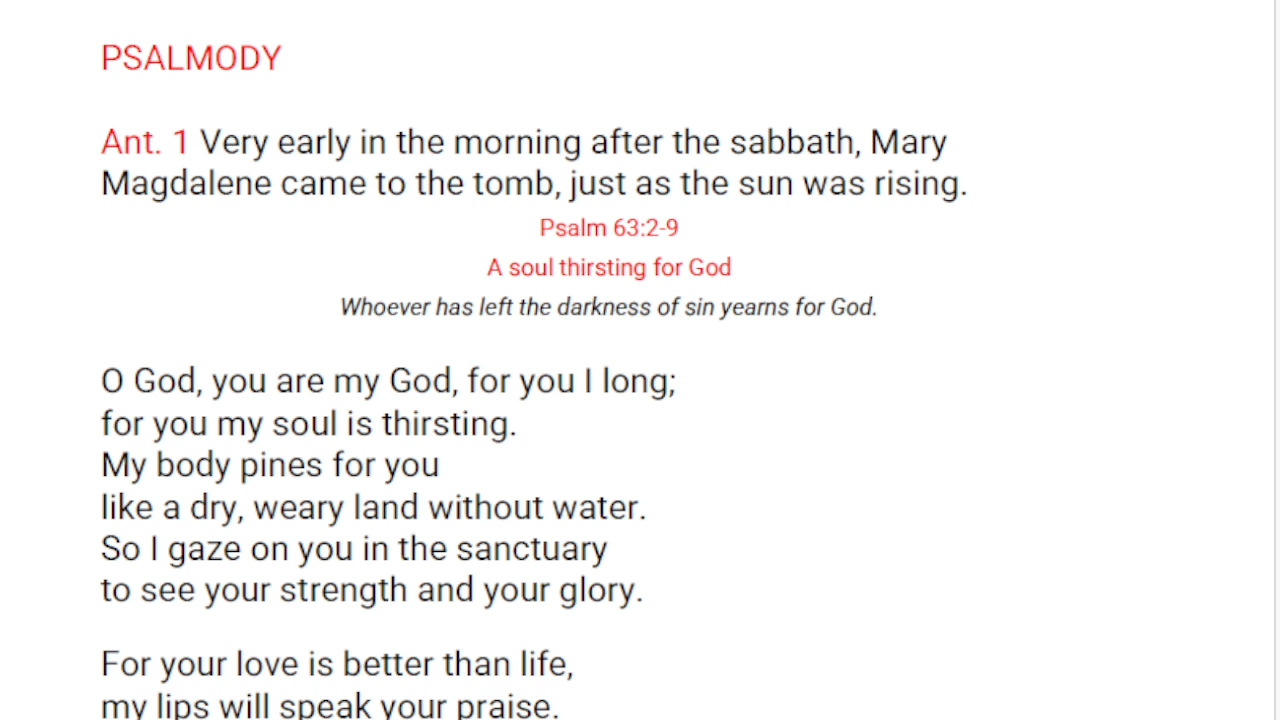 PSALMODY
Ant. 1 Very early in the morning after the sabbath, Mary
Magdalene came to the tomb, just as the sun was rising.
Psalm 63:2-9
A soul thirsting for God
Whoever has left the darkness of sin yearns for God.
O God, you are my God, for you I long;
for you my soul is thirsting.
My body pines for you
like a dry, weary land without water.
So I gaze on you in the sanctuary
to see your strength and your glory.
For your love is better than life,
my lips will speak your praise.